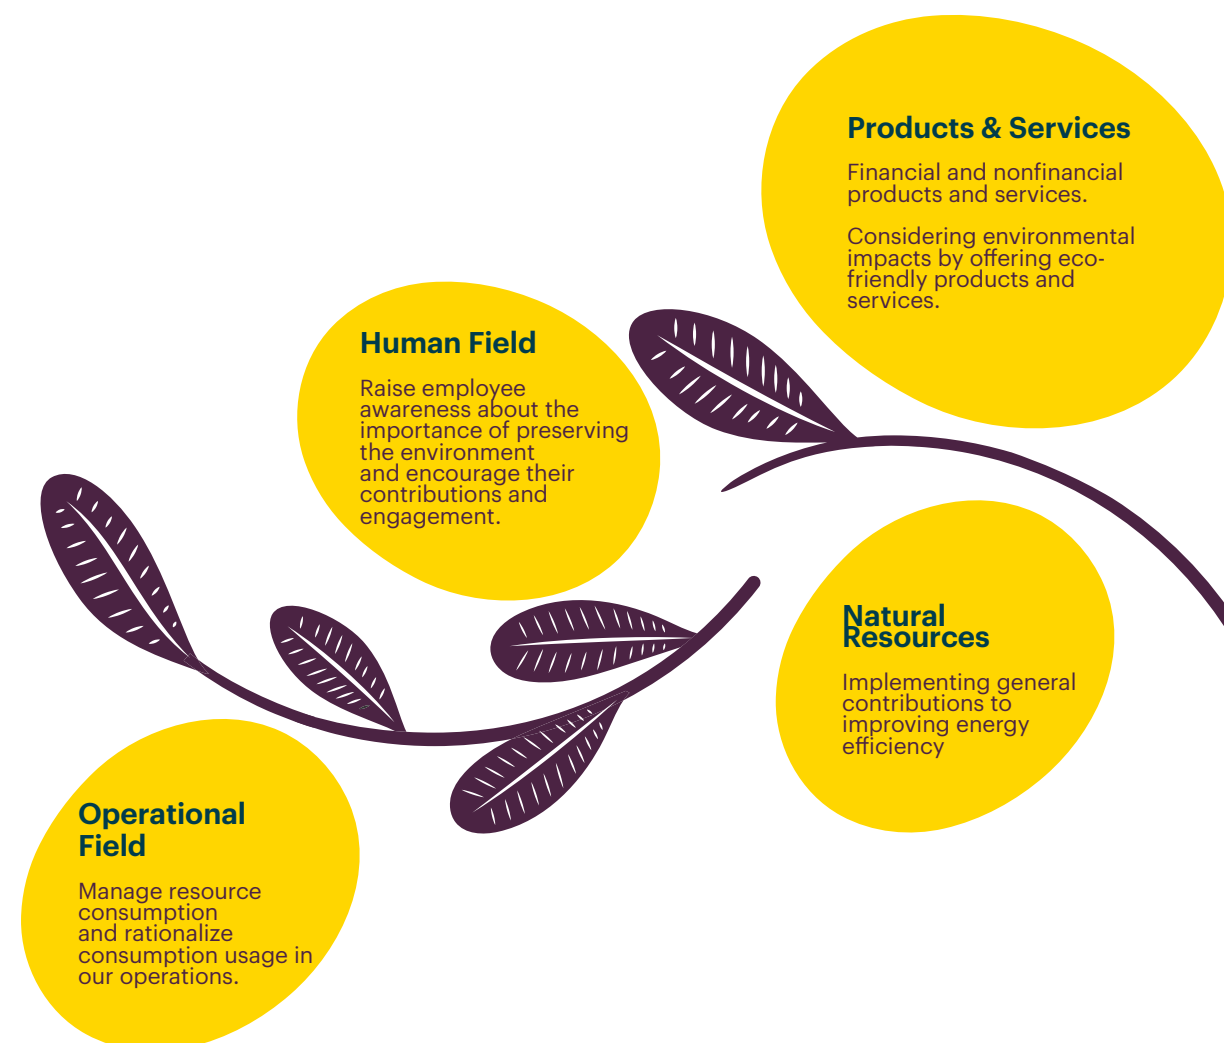 Products & Services
Financial and nonfinancial
products and services.
Considering environmental
impacts by offering eco-
friendly products and
services.
Human Field
Raise employee
awareness about the
importance of preserving
the environment
and encourage their
contributions and
engagement.
Natural
Resources
Implementing general
contributions to
improving energy
efficiency
Operational
Field
Manage resource
consumption
and rationalize
consumption usage in
our operations.